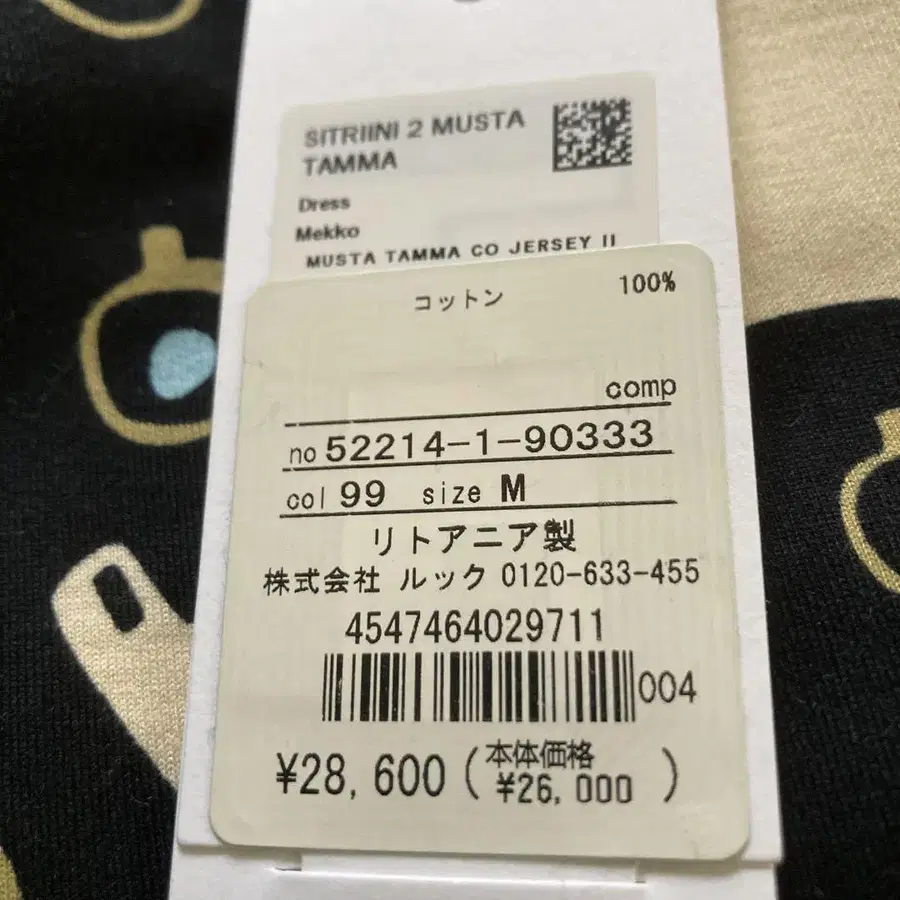 SITRIINI 2 MUSTA
TAMMA
Dress
Mekko
MUSTA TAMMA CO JERSEY II
コットン 100%
comp
no 52214-1-90333
col 99 size M
リトアニア製
株式会社 ルック 0120-633-455
4547464029711
004
¥28,600(本体価格
¥26,000)